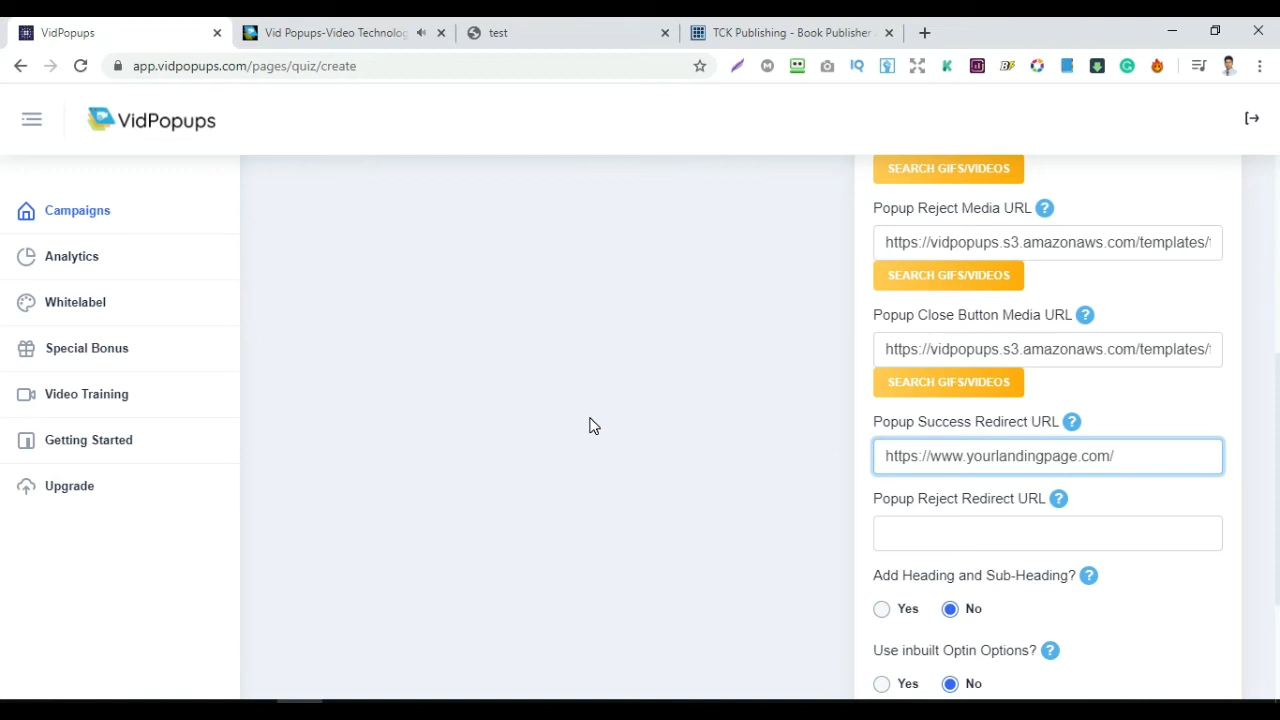 VidPopups
Vid Popups-Video Technolog
test
TCK Publishing - Book Publisher
app.vidpopups.com/pages/quiz/create
VidPopups
Campaigns
Analytics
Whitelabel
Special Bonus
Video Training
Getting Started
Upgrade
SEARCH GIFS/VIDEOS
Popup Reject Media URL ?
https://vidpopups.s3.amazonaws.com/templates/
SEARCH GIFS/VIDEOS
Popup Close Button Media URL ?
https://vidpopups.s3.amazonaws.com/templates/
SEARCH GIFS/VIDEOS
Popup Success Redirect URL ?
https://www.yourlandingpage.com/
Popup Reject Redirect URL ?
Add Heading and Sub-Heading? ?
Yes No
Use inbuilt Optin Options? ?
Yes No